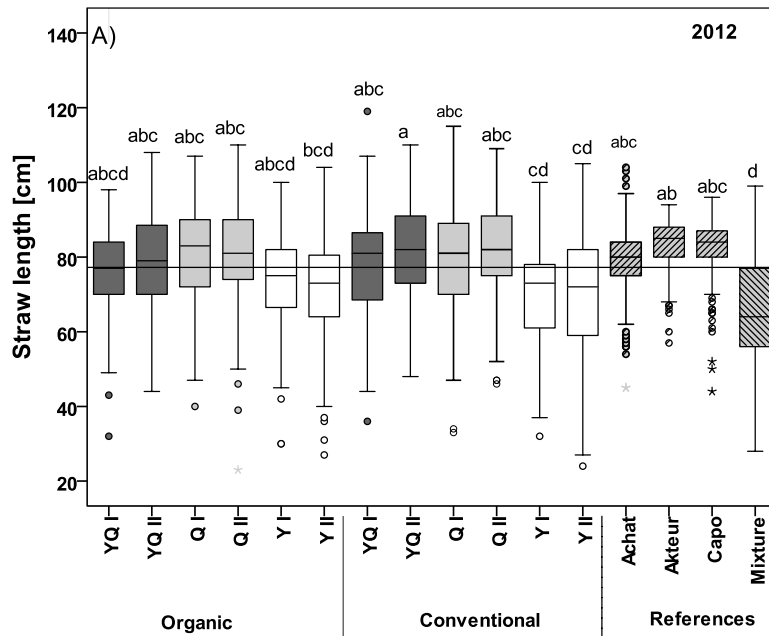 A)
2012
140
120
100
80
60
40
20
Straw length [cm]
abcd
abc
abc
abc
abcd
bcd
abc
a
abc
abc
cd
cd
abc
ab
abc
d
YQ I
YQ II
Q I
Q II
Y I
Y II
YQ I
YQ II
Q I
Q II
Y I
Y II
Achat
Akteur
Capo
Mixture
Organic
Conventional
References